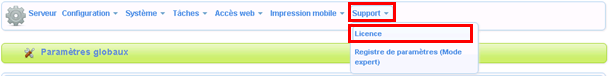 Serveur Configuration Système Tâches Accès web Impression mobile Support
Licence
Registre de paramètres (Mode
expert)
Paramètres globaux